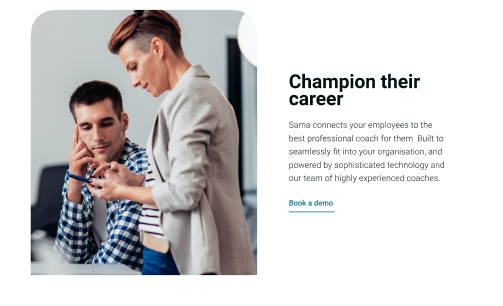 Champion their
career
Sama connects your employees to the
best professional coach for them. Built to
seamlessly fit into your organisation, and
powered by sophisticated technology and
our team of highly experienced coaches.
Book a demo